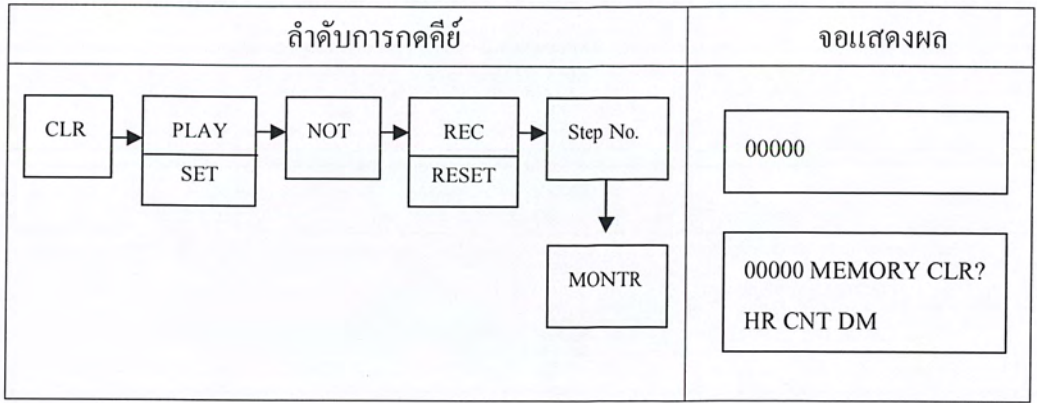 ลำดับการกดคีย์
จอแสดงผล
CLR
PLAY
SET
NOT
REC
RESET
Step No.
MONTR
00000
00000 MEMORY CLR?
HR CNT DM